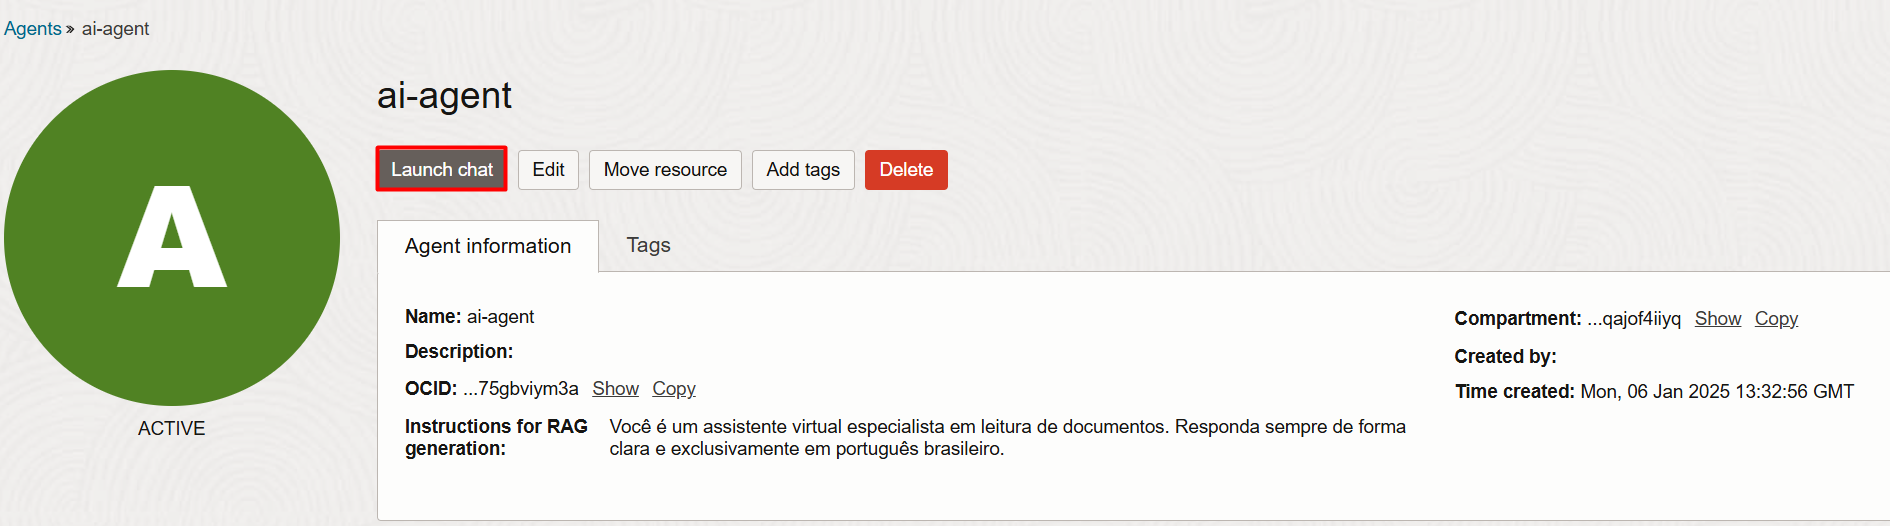 Agents » ai-agent
A
ACTIVE
ai-agent
Launch chat Edit Move resource Add tags Delete
Agent information Tags
Name: ai-agent
Description:
OCID: ...75gbviym3a Show Copy
Instructions for RAG generation: Você é um assistente virtual especialista em leitura de documentos. Responda sempre de forma
clara e exclusivamente em português brasileiro.
Compartment: ...qajof4iiyq Show Copy
Created by:
Time created: Mon, 06 Jan 2025 13:32:56 GMT